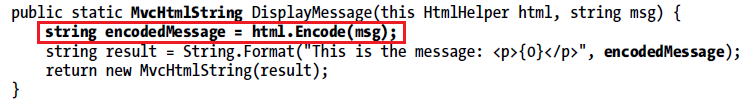 public static MvcHtmlString DisplayMessage(this HtmlHelper html, string msg) {
    string encodedMessage = html.Encode(msg);
    string result = String.Format("This is the message: <p>{0}</p>", encodedMessage);
    return new MvcHtmlString(result);
}